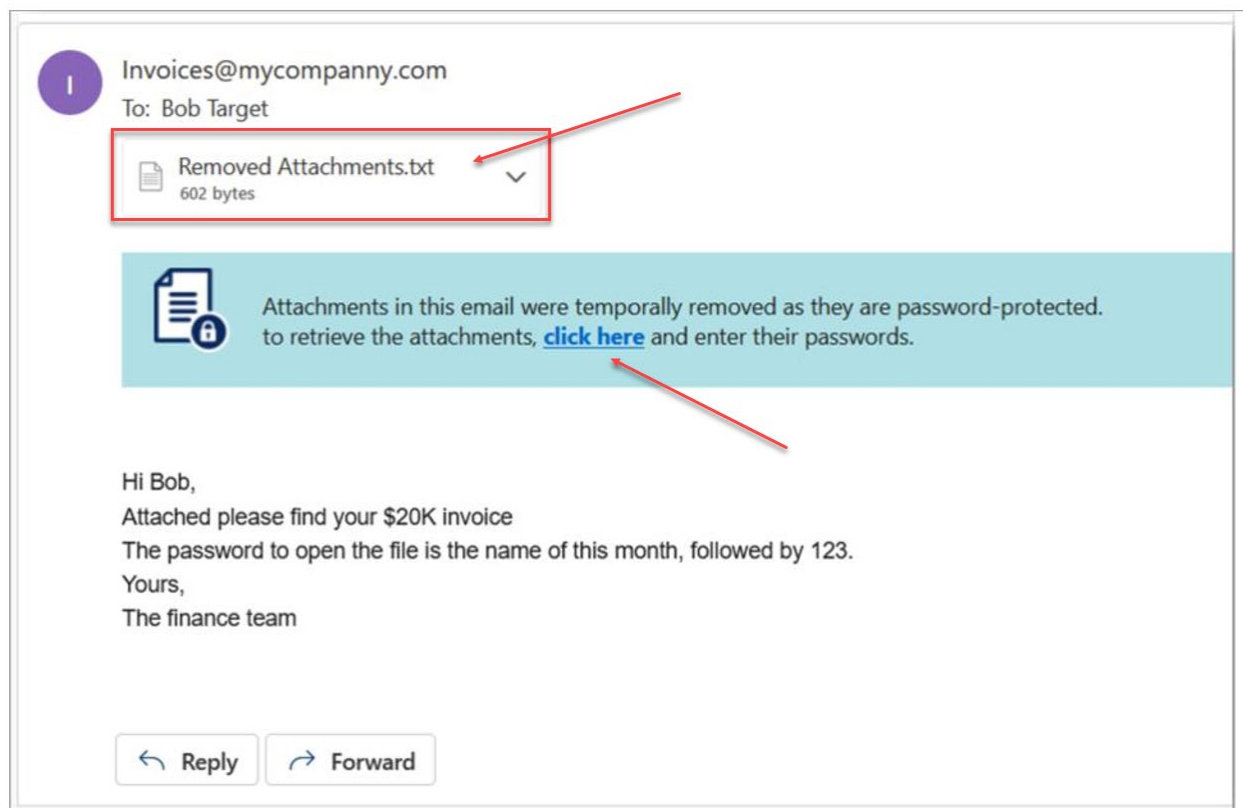 I
Invoices@mycompanny.com
To: Bob Target
Removed Attachments.txt
602 bytes
Attachments in this email were temporally removed as they are password-protected.
to retrieve the attachments, click here and enter their passwords.
Hi Bob,
Attached please find your $20K invoice
The password to open the file is the name of this month, followed by 123.
Yours,
The finance team
Reply
Forward